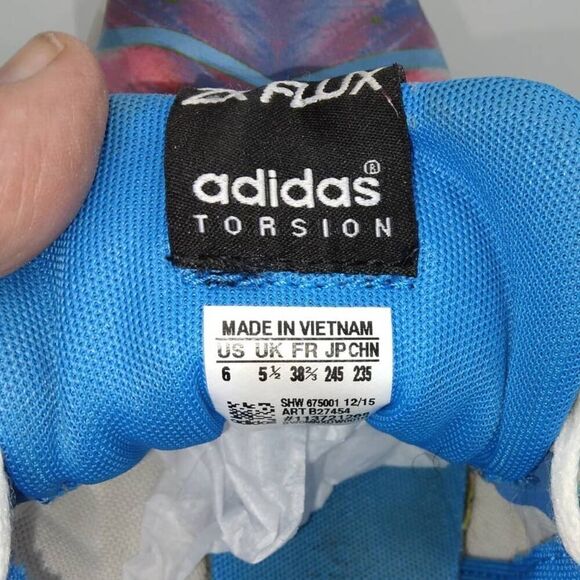 ZX FLUX
adidas®
TORSION
MADE IN VIETNAM
US UK FR JP CHN
6 5½ 38⅔ 245 235
SHW 675001 12/15
ART B27454